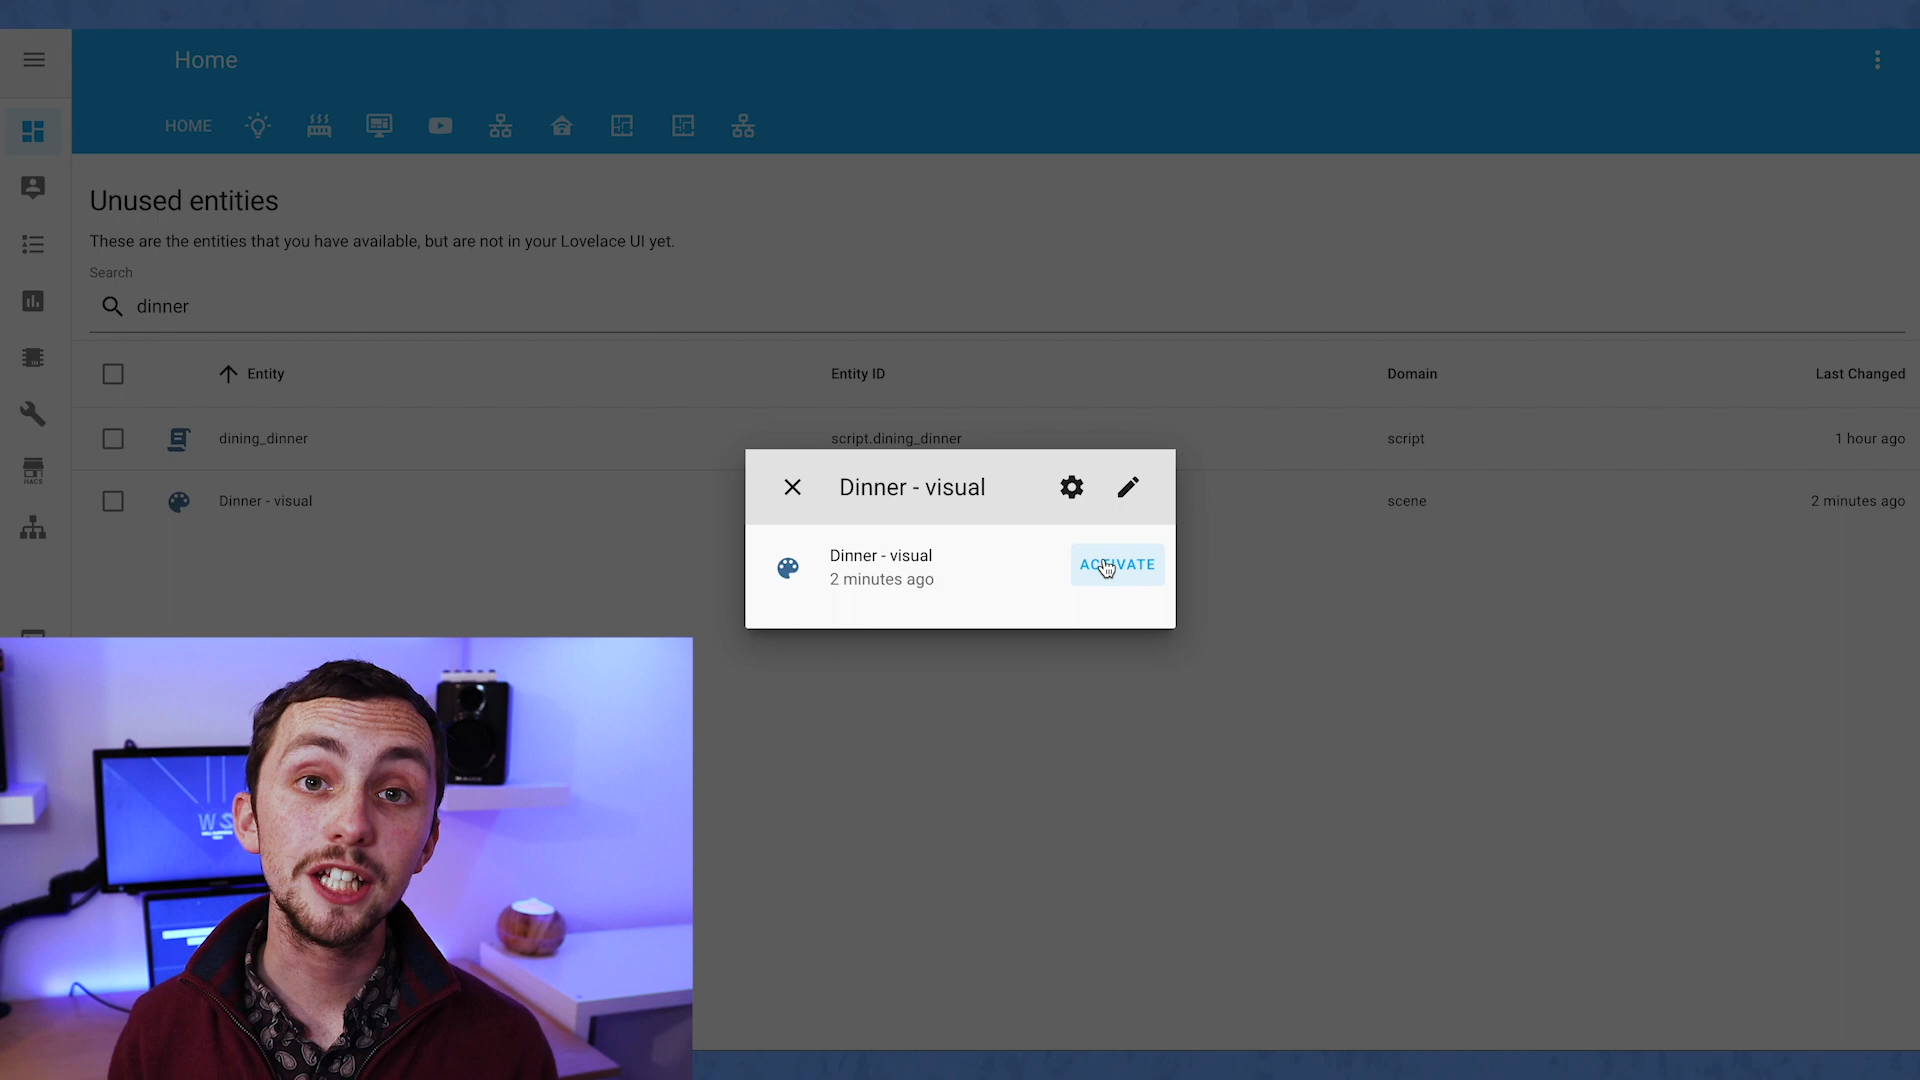 Home
HOME
Unused entities
These are the entities that you have available, but are not in your Lovelace UI yet.
Search
dinner
Entity Entity ID Domain Last Changed
dining_dinner script.dining_dinner script 1 hour ago
Dinner - visual scene 2 minutes ago
HACS
Dinner - visual
Dinner - visual
2 minutes ago
ACTIVATE